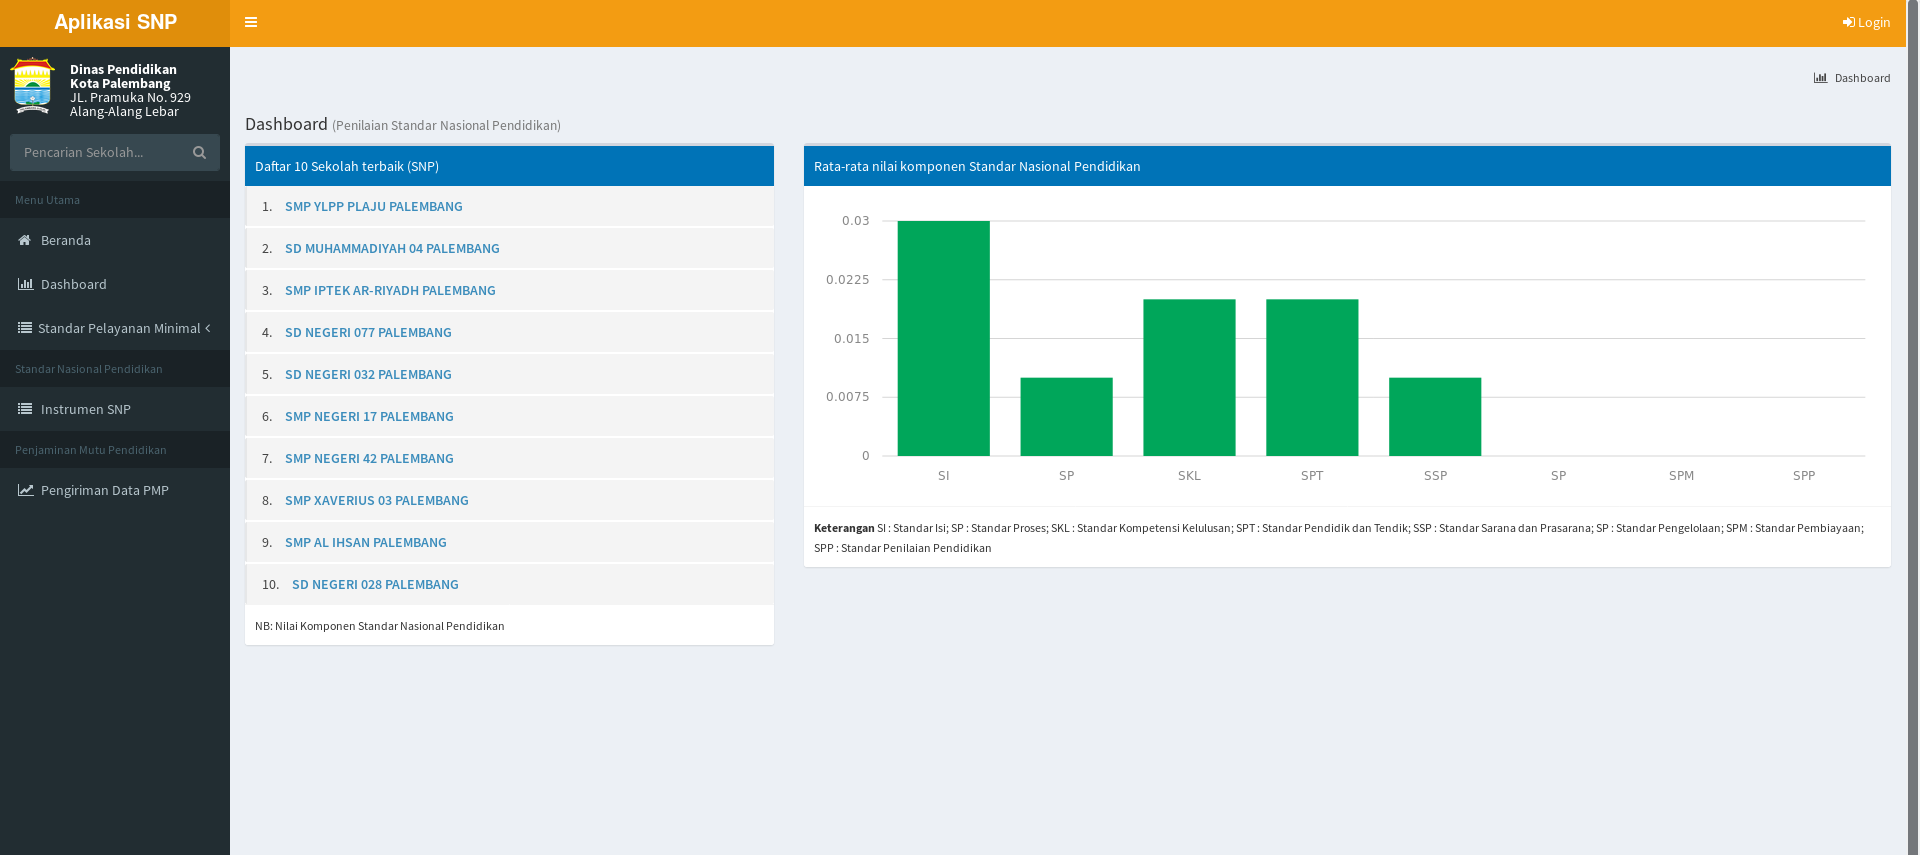 Aplikasi SNP
Login
Dinas Pendidikan
Kota Palembang
JL. Pramuka No. 929
Alang-Alang Lebar
Pencarian Sekolah...
Menu Utama
Beranda
Dashboard
Standar Pelayanan Minimal
Standar Nasional Pendidikan
Instrumen SNP
Penjaminan Mutu Pendidikan
Pengiriman Data PMP
Dashboard
Dashboard (Penilaian Standar Nasional Pendidikan)
Daftar 10 Sekolah terbaik (SNP)
1. SMP YLPP PLAJU PALEMBANG
2. SD MUHAMMADIYAH 04 PALEMBANG
3. SMP IPTEK AR-RIYADH PALEMBANG
4. SD NEGERI 077 PALEMBANG
5. SD NEGERI 032 PALEMBANG
6. SMP NEGERI 17 PALEMBANG
7. SMP NEGERI 42 PALEMBANG
8. SMP XAVERIUS 03 PALEMBANG
9. SMP AL IHSAN PALEMBANG
10. SD NEGERI 028 PALEMBANG
NB: Nilai Komponen Standar Nasional Pendidikan
Rata-rata nilai komponen Standar Nasional Pendidikan
0.03
0.0225
0.015
0.0075
0
SI SP SKL SPT SSP SP SPM SPP
Keterangan SI : Standar Isi; SP : Standar Proses; SKL : Standar Kompetensi Kelulusan; SPT : Standar Pendidik dan Tendik; SSP : Standar Sarana dan Prasarana; SP : Standar Pengelolaan; SPM : Standar Pembiayaan;
SPP : Standar Penilaian Pendidikan